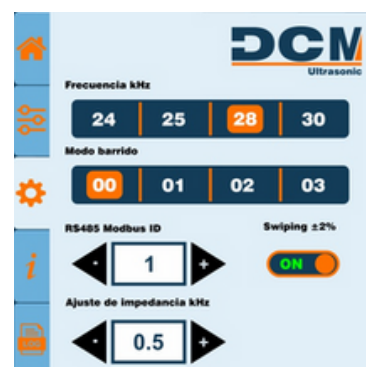 DCM
Ultrasonic
Frecuencia kHz
24 25 28 30
Modo barrido
00 01 02 03
RS485 Modbus ID
Swiping ±2%
- 1 +
ON
i
Ajuste de impedancia kHz
- 0.5 +